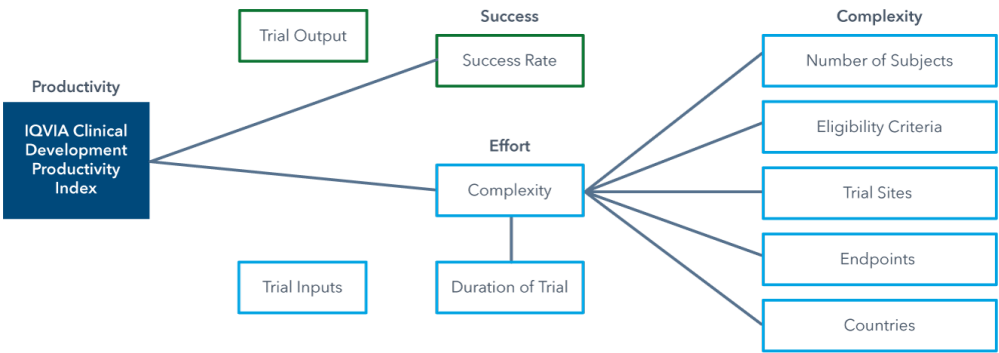 Productivity
IQVIA Clinical
Development
Productivity
Index
Trial Output
Trial Inputs
Success
Success Rate
Effort
Complexity
Duration of Trial
Complexity
Number of Subjects
Eligibility Criteria
Trial Sites
Endpoints
Countries